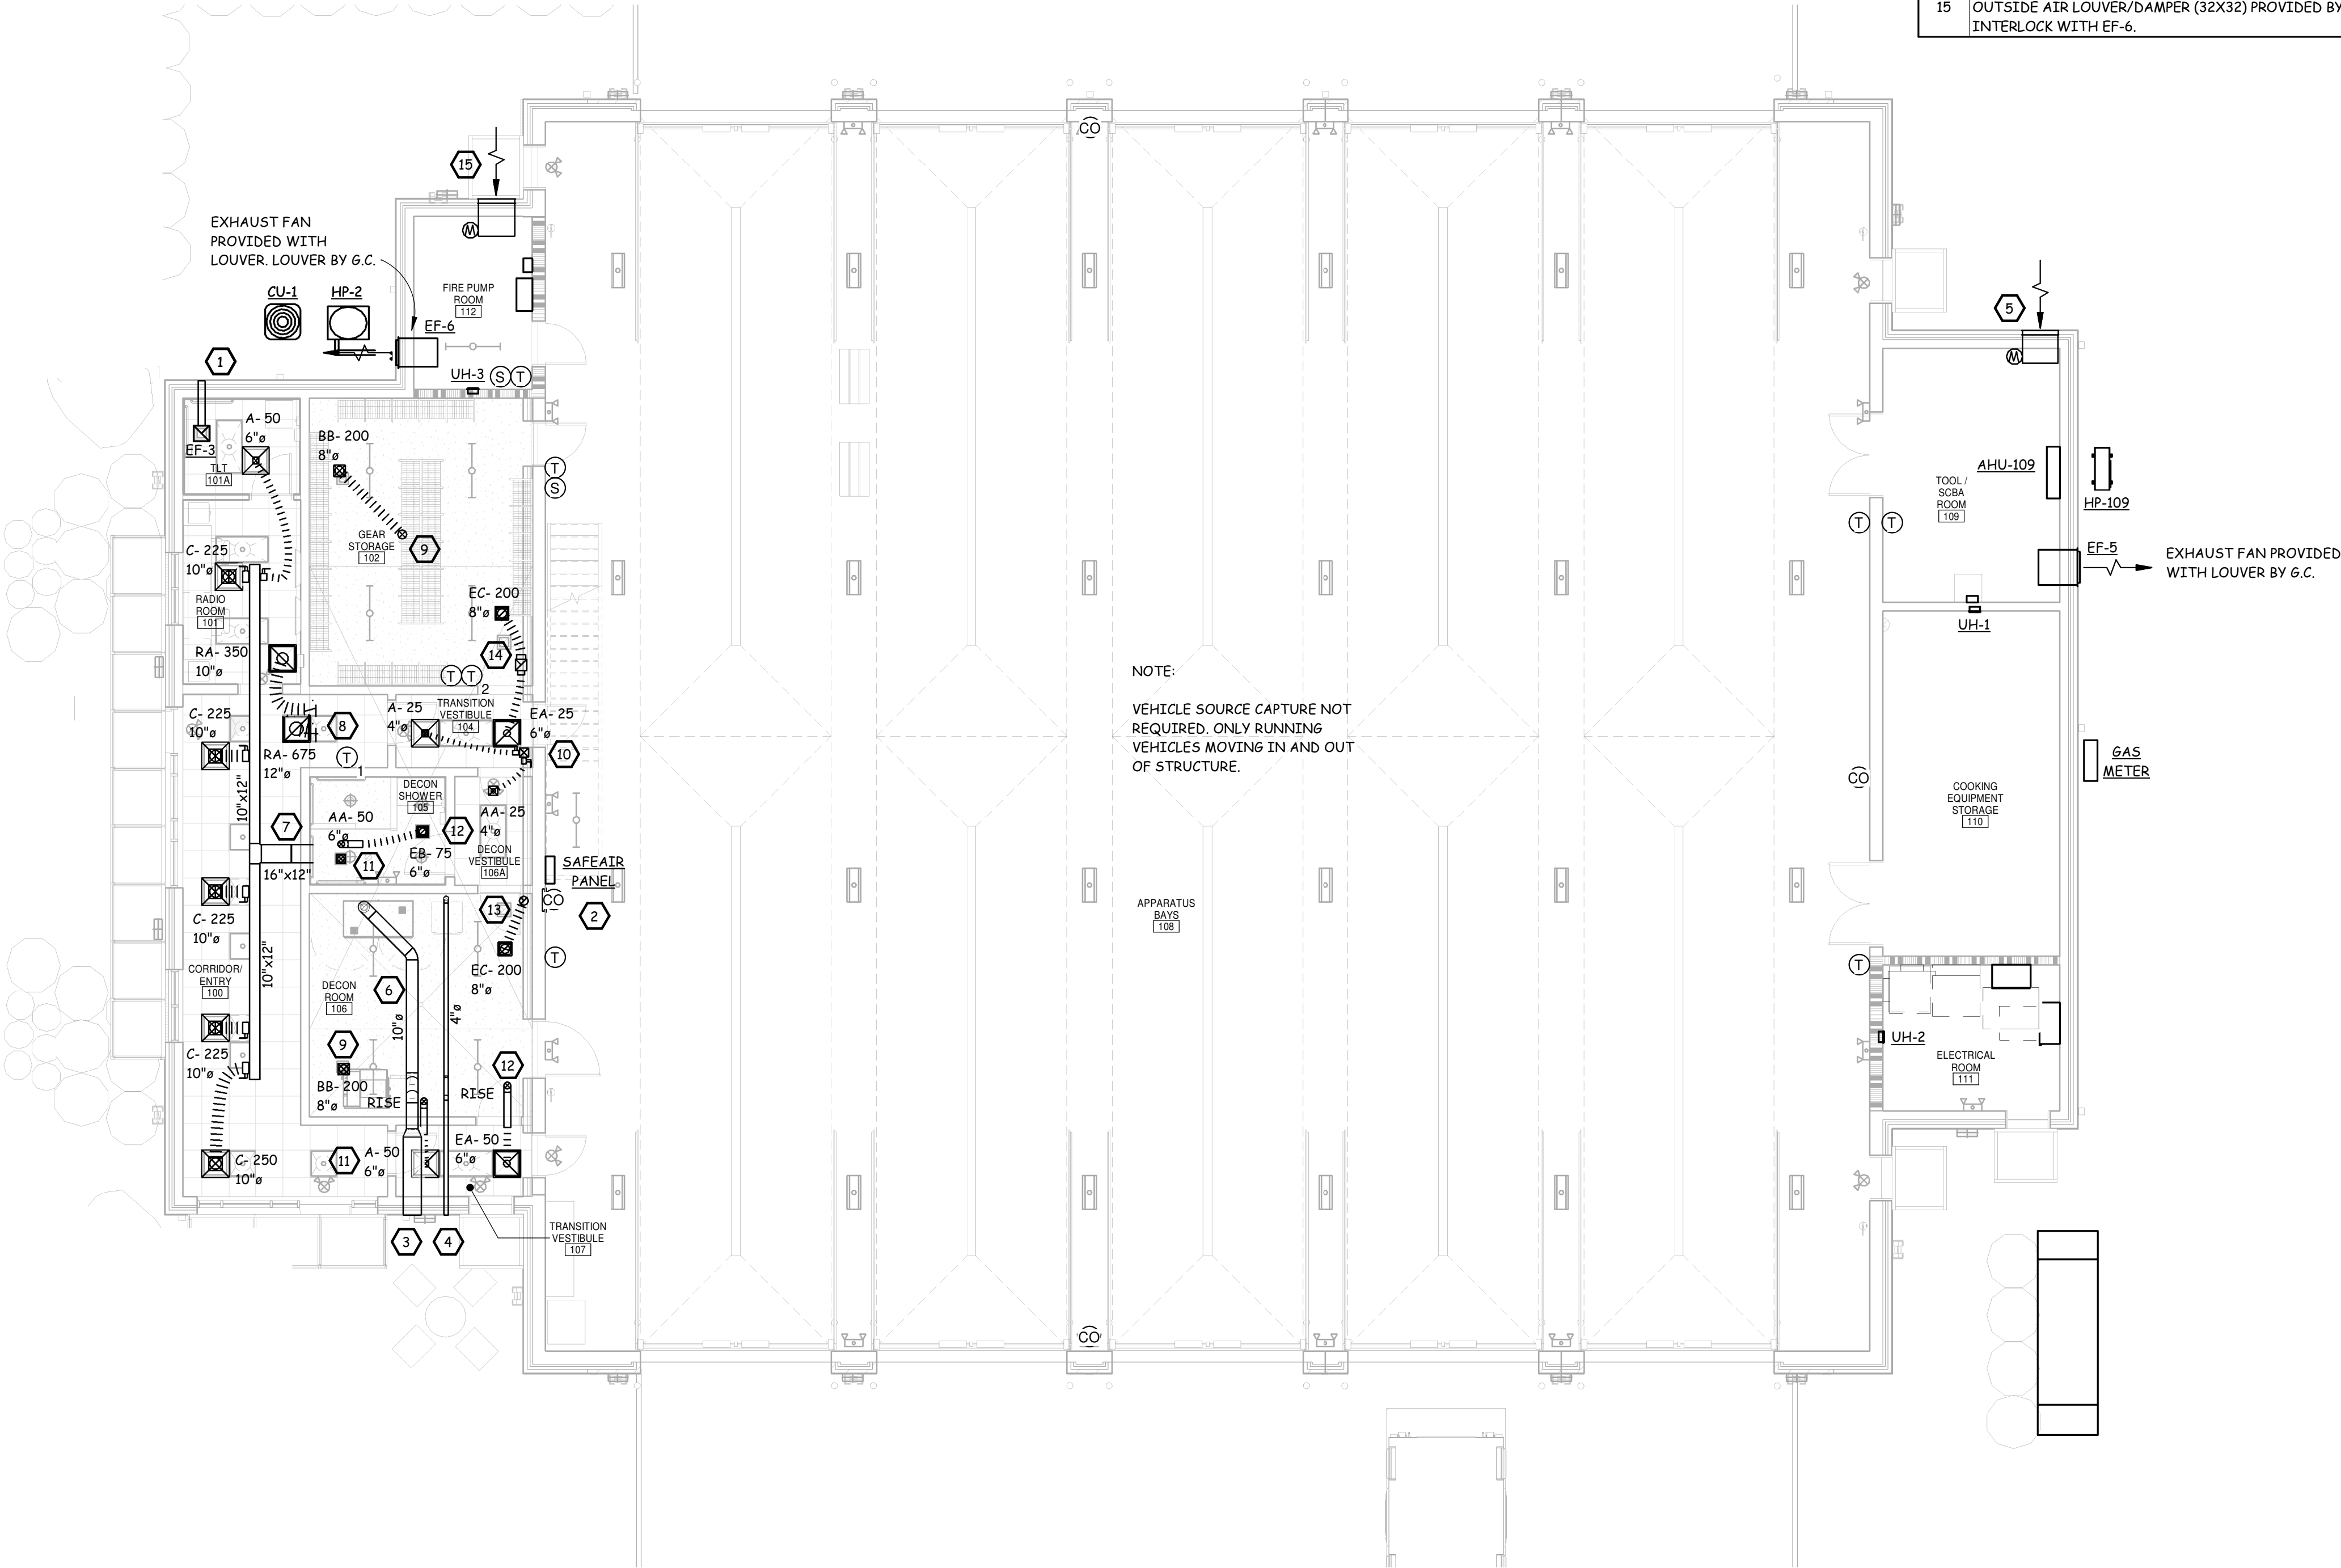 15 OUTSIDE AIR LOUVER/DAMPER (32X32) PROVIDED BY
INTERLOCK WITH EF-6.
15
EXHAUST FAN
PROVIDED WITH
LOUVER. LOUVER BY G.C.
CU-1
HP-2
M
FIRE PUMP
ROOM
112
EF-6
1
UH-3
S
T
CO
A- 50
6"ø
EF-3
TLT
101A
BB- 200
8"ø
T
S
GEAR
STORAGE
102
9
C- 225
10"ø
RADIO
ROOM
101
EC- 200
8"ø
RA- 350
10"ø
14
T
T
2
TRANSITION
VESTIBULE
104
A- 25
4"ø
EA- 25
6"ø
C- 225
10"ø
8
RA- 675
12"ø
T
1
10
10"x12"
DECON
SHOWER
105
7
AA- 50
6"ø
12
AA- 25
4"ø
DECON
VESTIBULE
106A
EB- 75
6"ø
11
16"x12"
SAFEAIR
PANEL
CO
2
C- 225
10"ø
13
10"x12"
CORRIDOR/
ENTRY
100
EC- 200
8"ø
T
DECON
ROOM
106
6
10"ø
4"ø
9
12
C- 225
10"ø
BB- 200
8"ø
RISE
RISE
C- 250
10"ø
11
A- 50
6"ø
EA- 50
6"ø
3
4
TRANSITION
VESTIBULE
107
NOTE:
VEHICLE SOURCE CAPTURE NOT
REQUIRED. ONLY RUNNING
VEHICLES MOVING IN AND OUT
OF STRUCTURE.
APPARATUS
BAYS
108
CO
5
M
AHU-109
TOOL /
SCBA
ROOM
109
HP-109
T
T
EF-5
EXHAUST FAN PROVIDED
WITH LOUVER BY G.C.
UH-1
GAS
METER
CO
COOKING
EQUIPMENT
STORAGE
110
T
UH-2
ELECTRICAL
ROOM
111